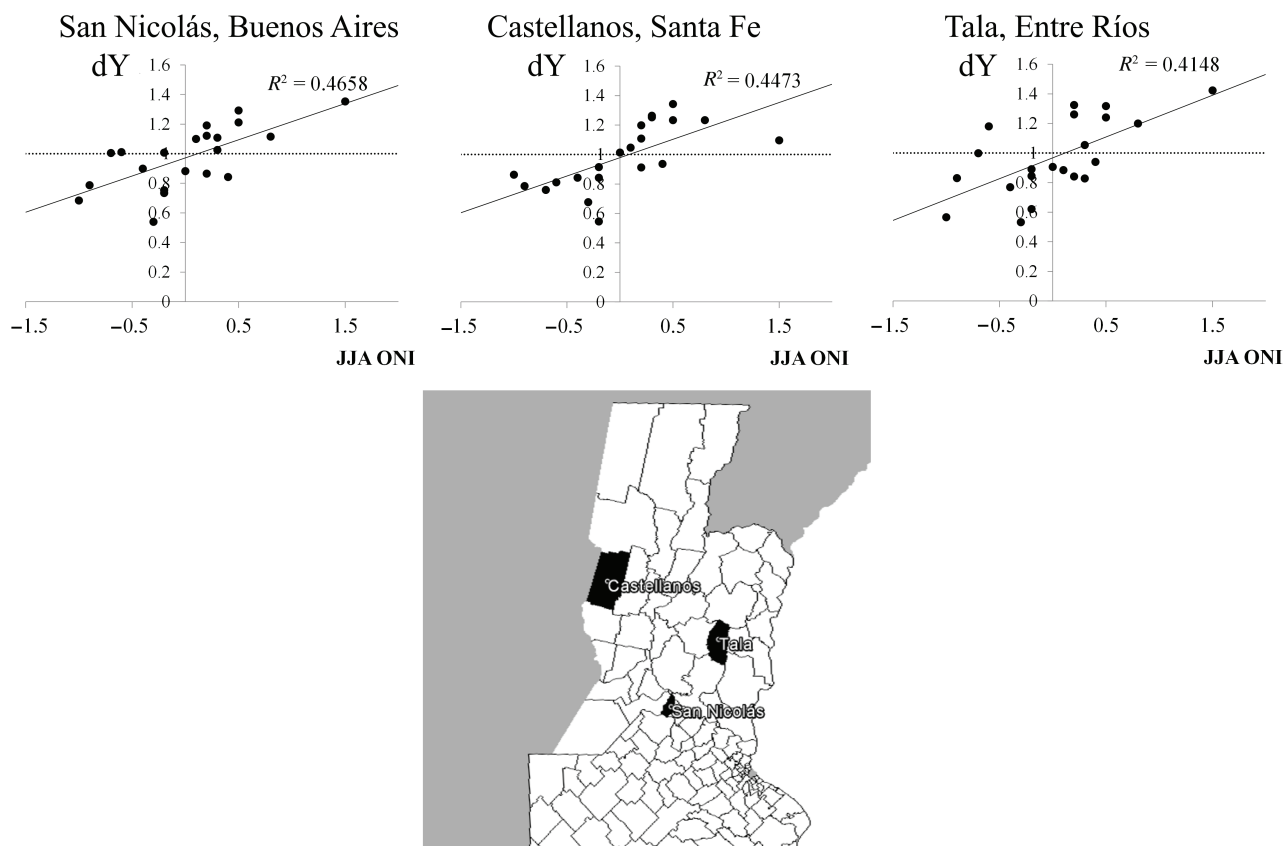 San Nicolás, Buenos Aires
dY
R² = 0.4658
1.6
1.4
1.2
1
0.8
0.6
0.4
0.2
0
−1.5 −0.5 0.5 1.5
JJA ONI
Castellanos, Santa Fe
dY
R² = 0.4473
1.6
1.4
1.2
1
0.8
0.6
0.4
0.2
0
−1.5 −0.5 0.5 1.5
JJA ONI
Tala, Entre Ríos
dY
R² = 0.4148
1.6
1.4
1.2
1
0.8
0.6
0.4
0.2
0
−1.5 −0.5 0.5 1.5
JJA ONI
Castellanos
Tala
San Nicolás